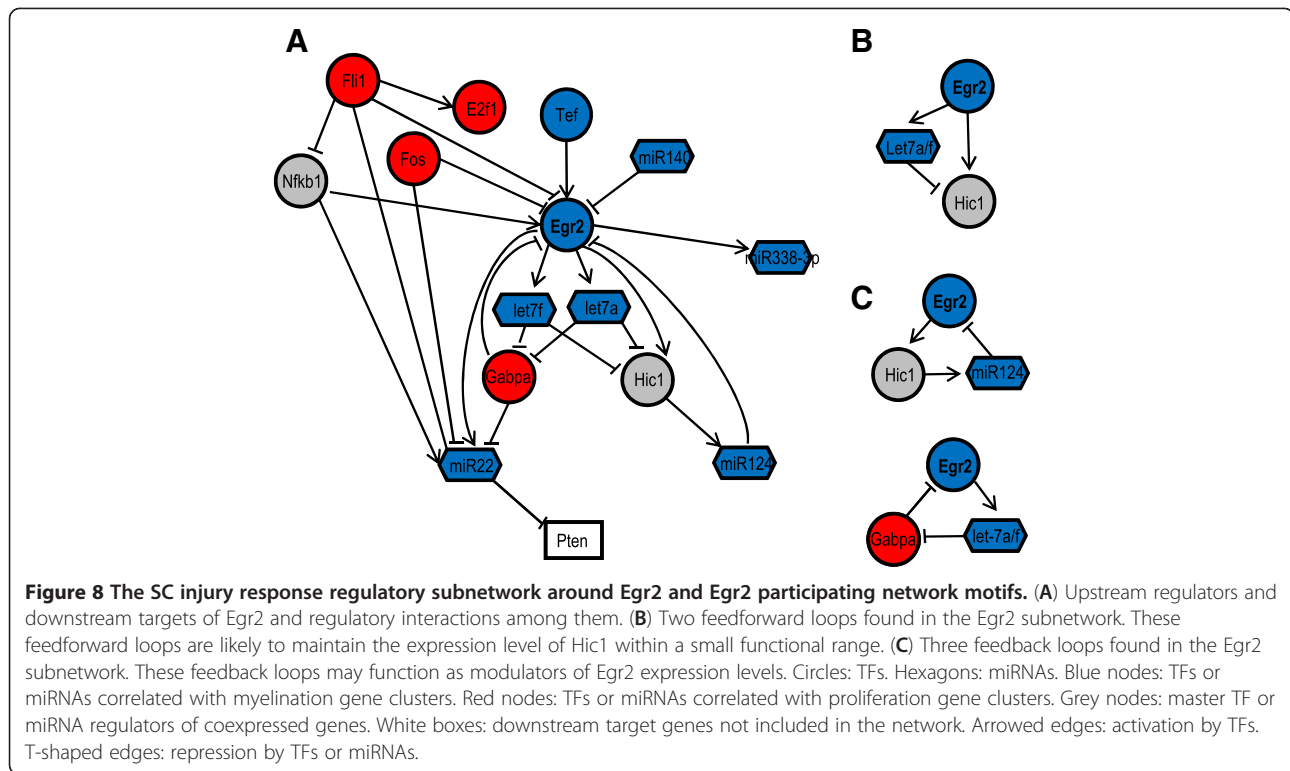 A
Fli1
E2f1
Tef
Fos
miR140
Nfkb1
Egr2
miR338-3p
let7f
let7a
Gabpa
Hic1
miR22
miR124
Pten
B
Egr2
Let7a/f
Hic1
C
Egr2
Hic1
miR124
Egr2
Gabpa
let-7a/f
Figure 8 The SC injury response regulatory subnetwork around Egr2 and Egr2 participating network motifs. (A) Upstream regulators and
downstream targets of Egr2 and regulatory interactions among them. (B) Two feedforward loops found in the Egr2 subnetwork. These
feedforward loops are likely to maintain the expression level of Hic1 within a small functional range. (C) Three feedback loops found in the Egr2
subnetwork. These feedback loops may function as modulators of Egr2 expression levels. Circles: TFs. Hexagons: miRNAs. Blue nodes: TFs or
miRNAs correlated with myelination gene clusters. Red nodes: TFs or miRNAs correlated with proliferation gene clusters. Grey nodes: master TF or
miRNA regulators of coexpressed genes. White boxes: downstream target genes not included in the network. Arrowed edges: activation by TFs.
T-shaped edges: repression by TFs or miRNAs.